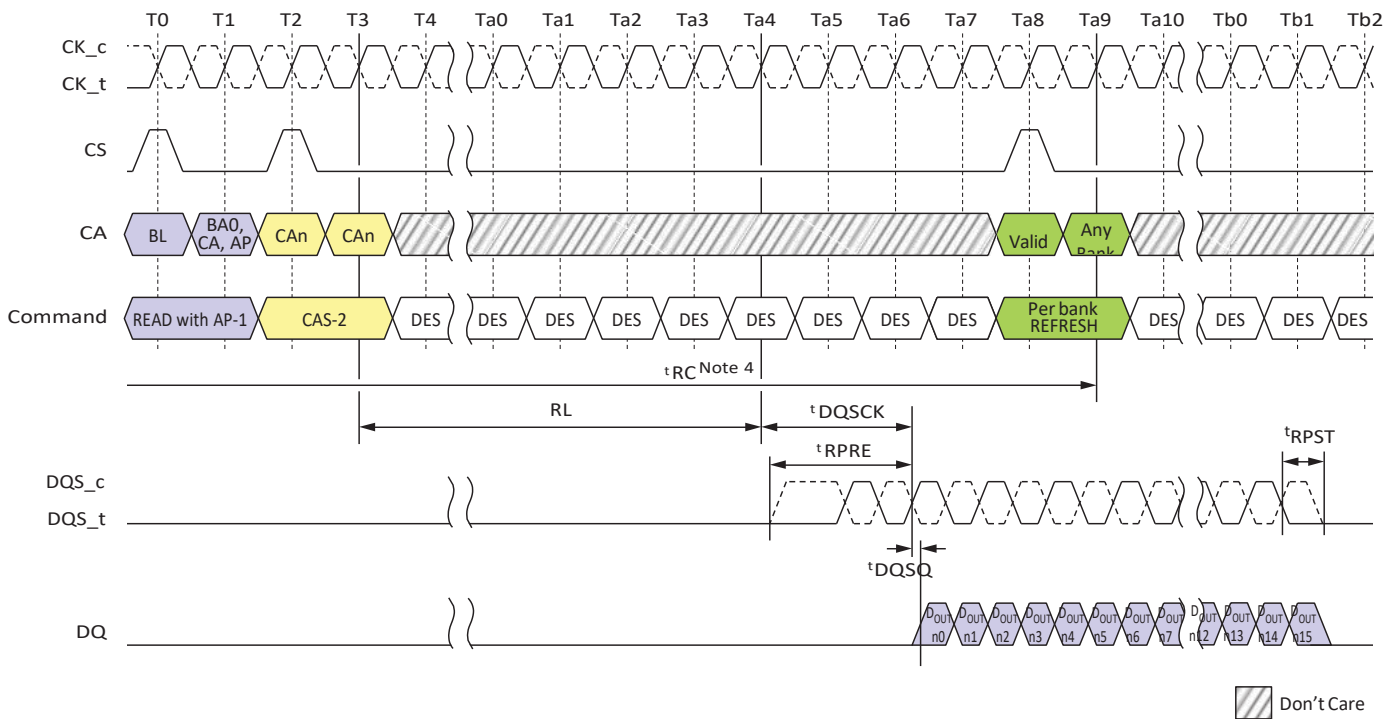 T0 T1 T2 T3 T4 Ta0 Ta1 Ta2 Ta3 Ta4 Ta5 Ta6 Ta7 Ta8 Ta9 Ta10 Tb0 Tb1 Tb2
CK_c
CK_t
CS
CA
BL
BA0,
CA, AP
CAn
CAn
Valid
Any
Bank
Command
READ with AP-1
CAS-2
DES
DES
DES
DES
DES
DES
DES
DES
DES
Per bank
REFRESH
DES
DES
DES
DES
tRC Note 4
RL
tDQSCK
tRPRE
tRPST
DQS_c
DQS_t
tDQSQ
DQ
DOUT
n0
DOUT
n1
DOUT
n2
DOUT
n3
DOUT
n4
DOUT
n5
DOUT
n6
DOUT
n7
DOUT
n12
DOUT
n13
DOUT
n14
DOUT
n15
Don't Care